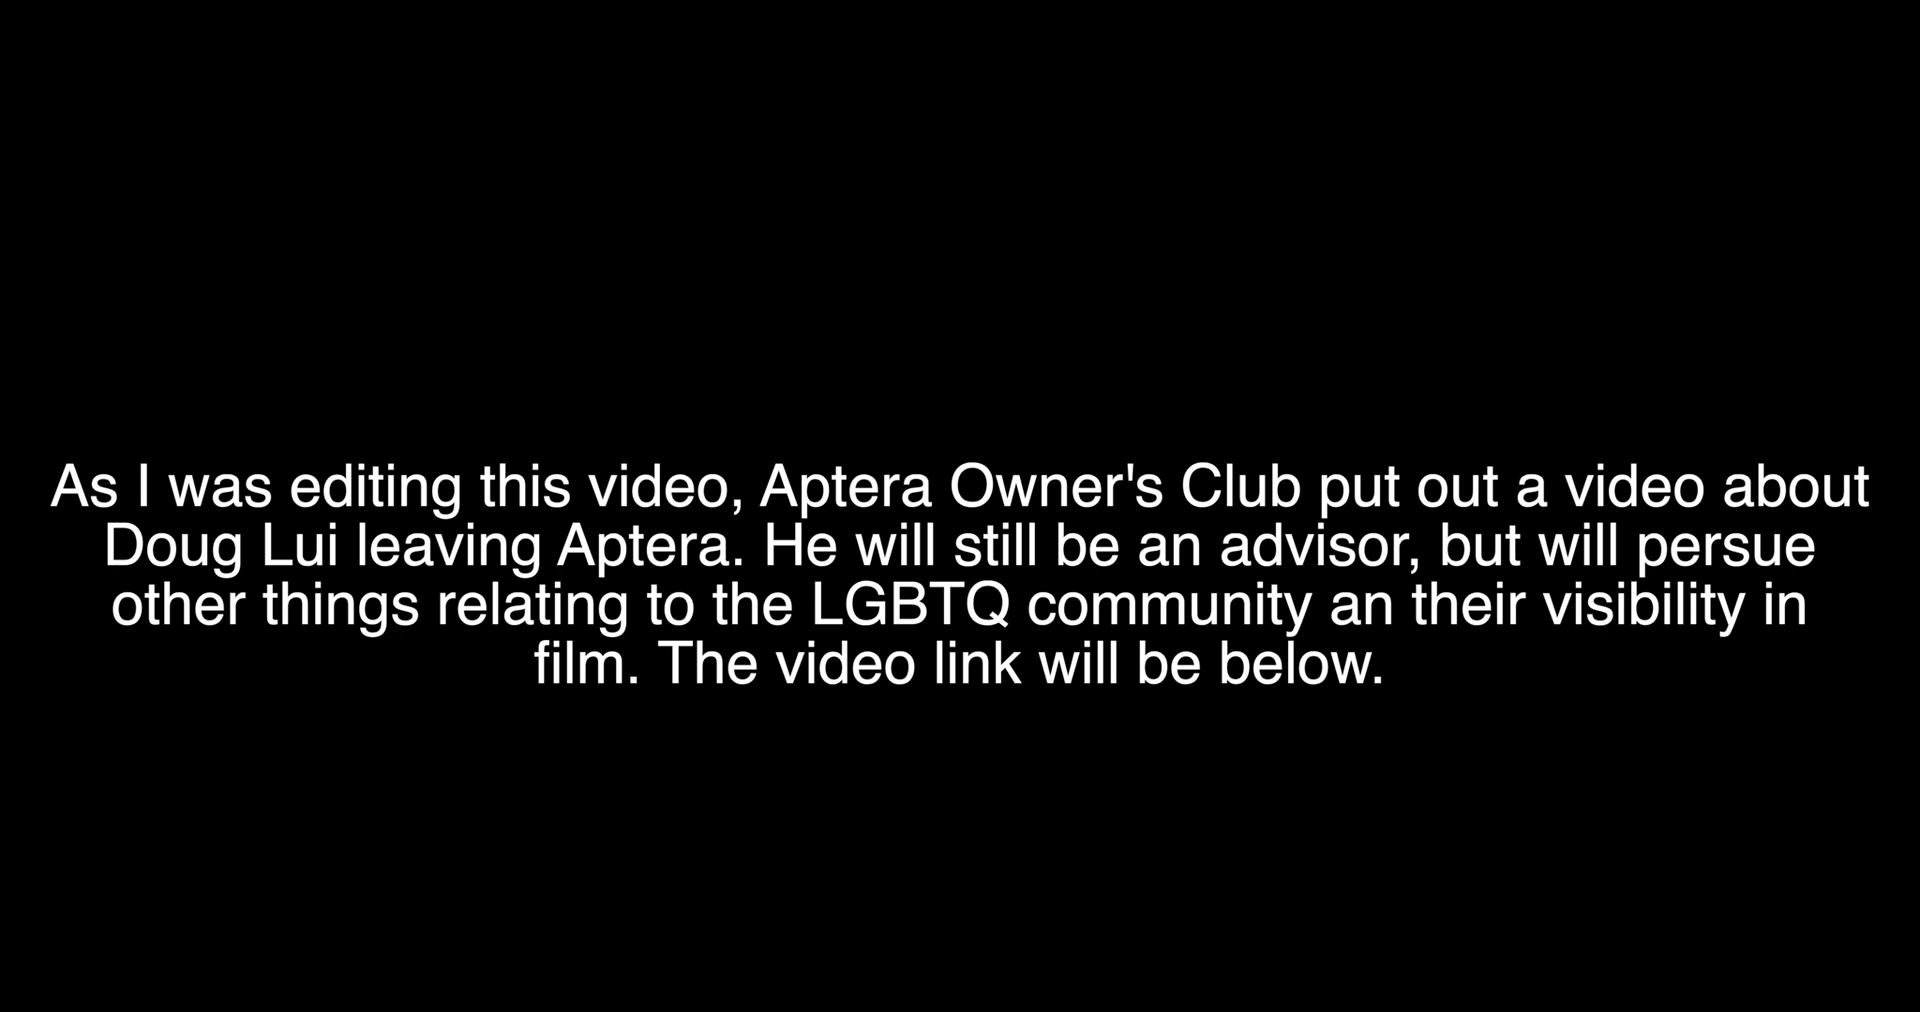 As I was editing this video, Aptera Owner's Club put out a video about
Doug Lui leaving Aptera. He will still be an advisor, but will persue
other things relating to the LGBTQ community an their visibility in
film. The video link will be below.